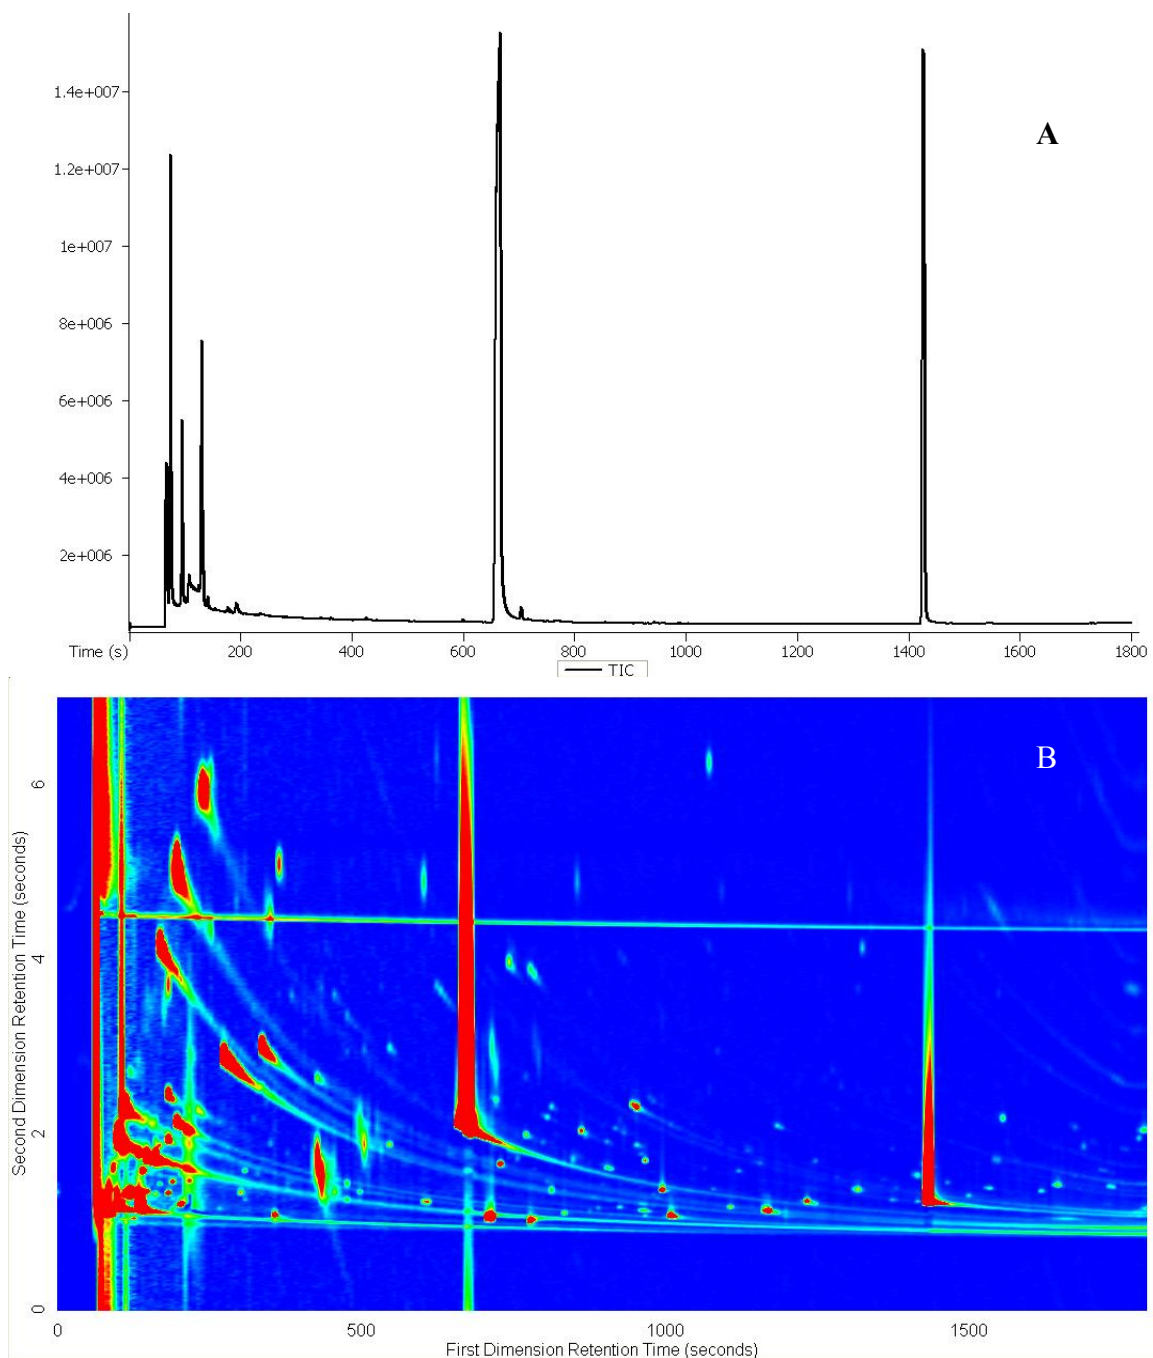 1.4e+007
A
1.2e+007
1e+007
8e+006
6e+006
4e+006
2e+006
Time (s) 200 400 600 800 1000 1200 1400 1600 1800
TIC
B
6
4
2
0
Second Dimension Retention Time (seconds)
0 500 1000 1500
First Dimension Retention Time (seconds)